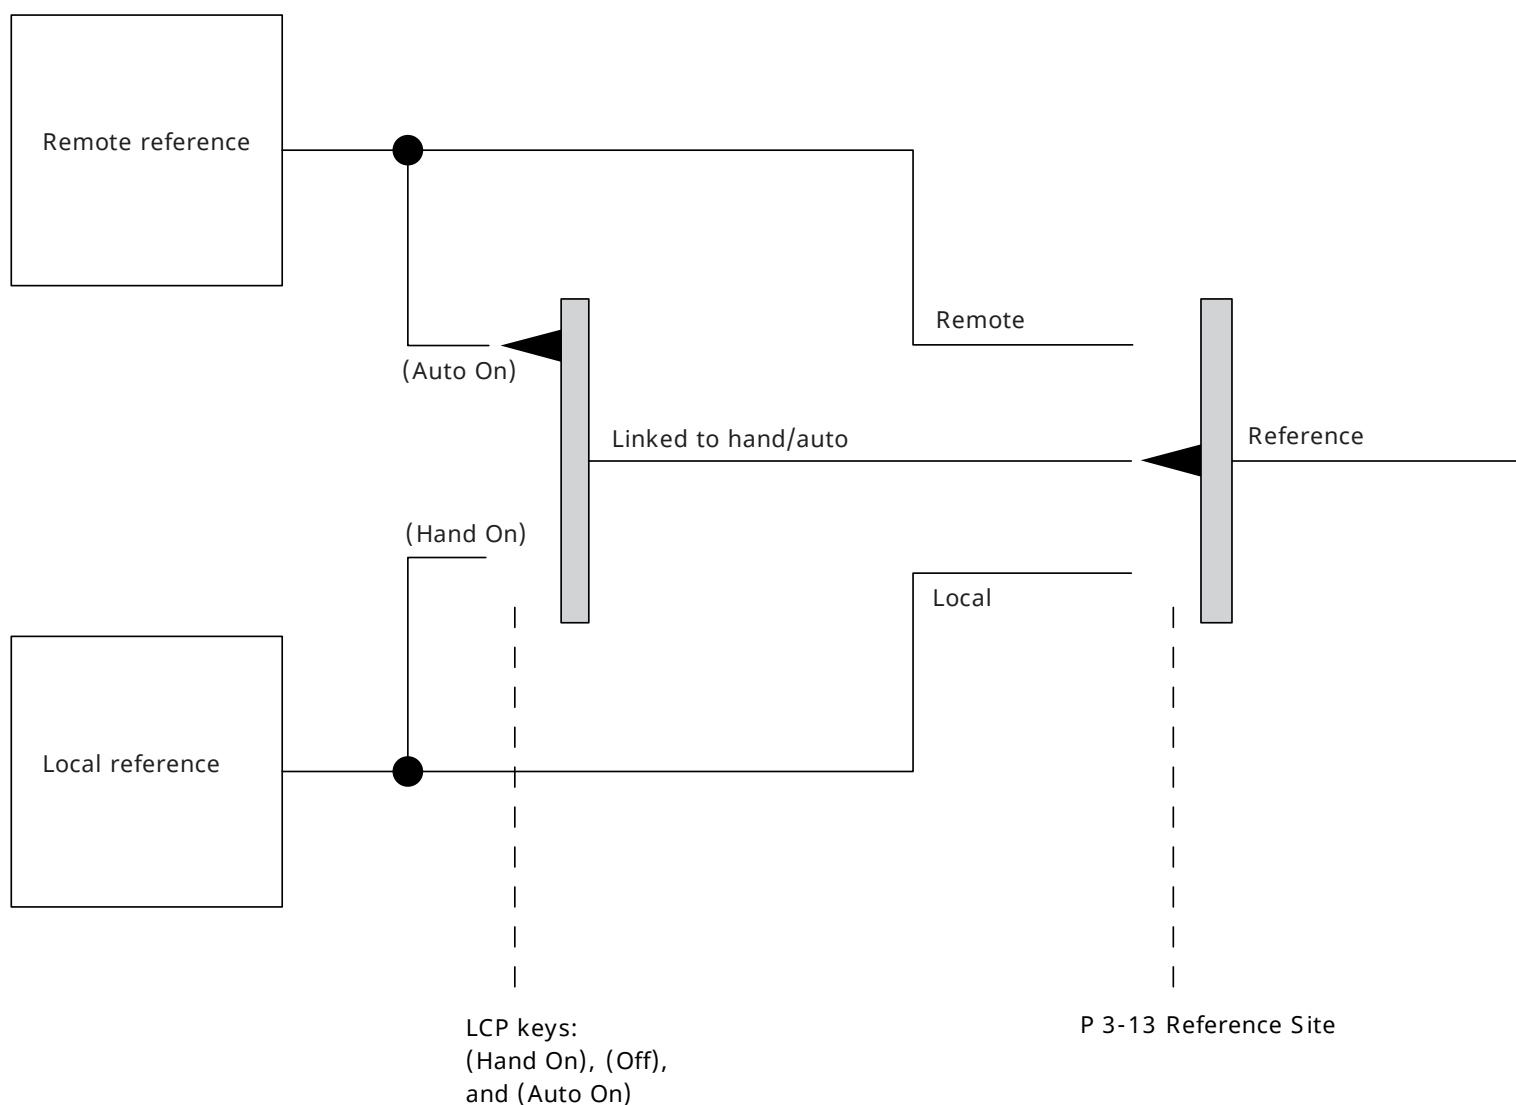 Remote reference
Remote
(Auto On)
Linked to hand/auto
Reference
(Hand On)
Local
Local reference
LCP keys:
(Hand On), (Off),
and (Auto On)
P 3-13 Reference Site